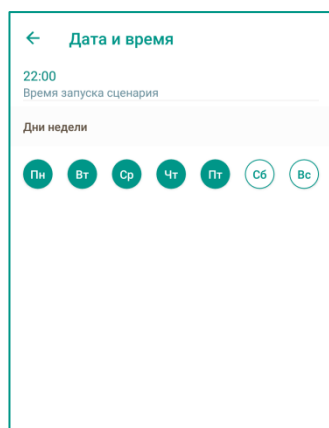 Дата и время
22:00
Время запуска сценария
Дни недели
Пн Вт Ср Чт Пт Сб Вс